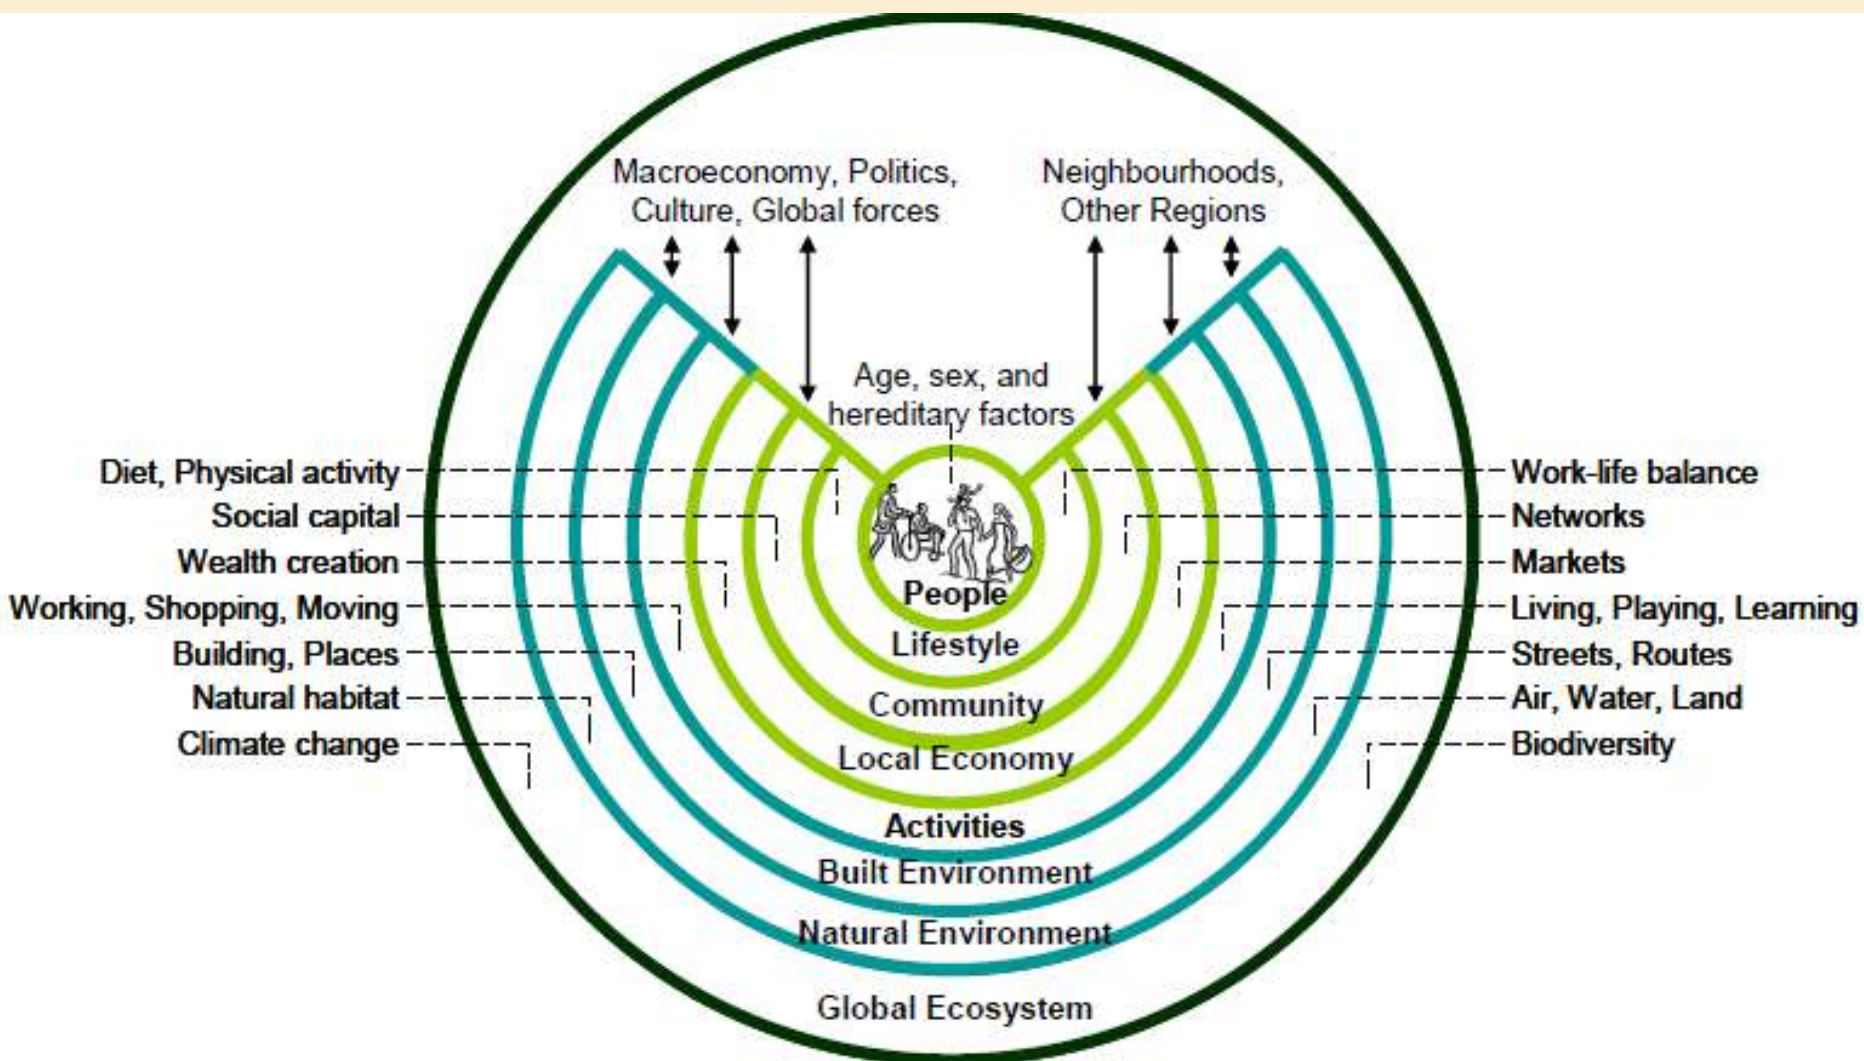 Macroeconomy, Politics,
Culture, Global forces
Neighbourhoods,
Other Regions
Age, sex, and
hereditary factors
Diet, Physical activity
Social capital
Wealth creation
Working, Shopping, Moving
Building, Places
Natural habitat
Climate change
Work-life balance
Networks
Markets
Living, Playing, Learning
Streets, Routes
Air, Water, Land
Biodiversity
People
Lifestyle
Community
Local Economy
Activities
Built Environment
Natural Environment
Global Ecosystem